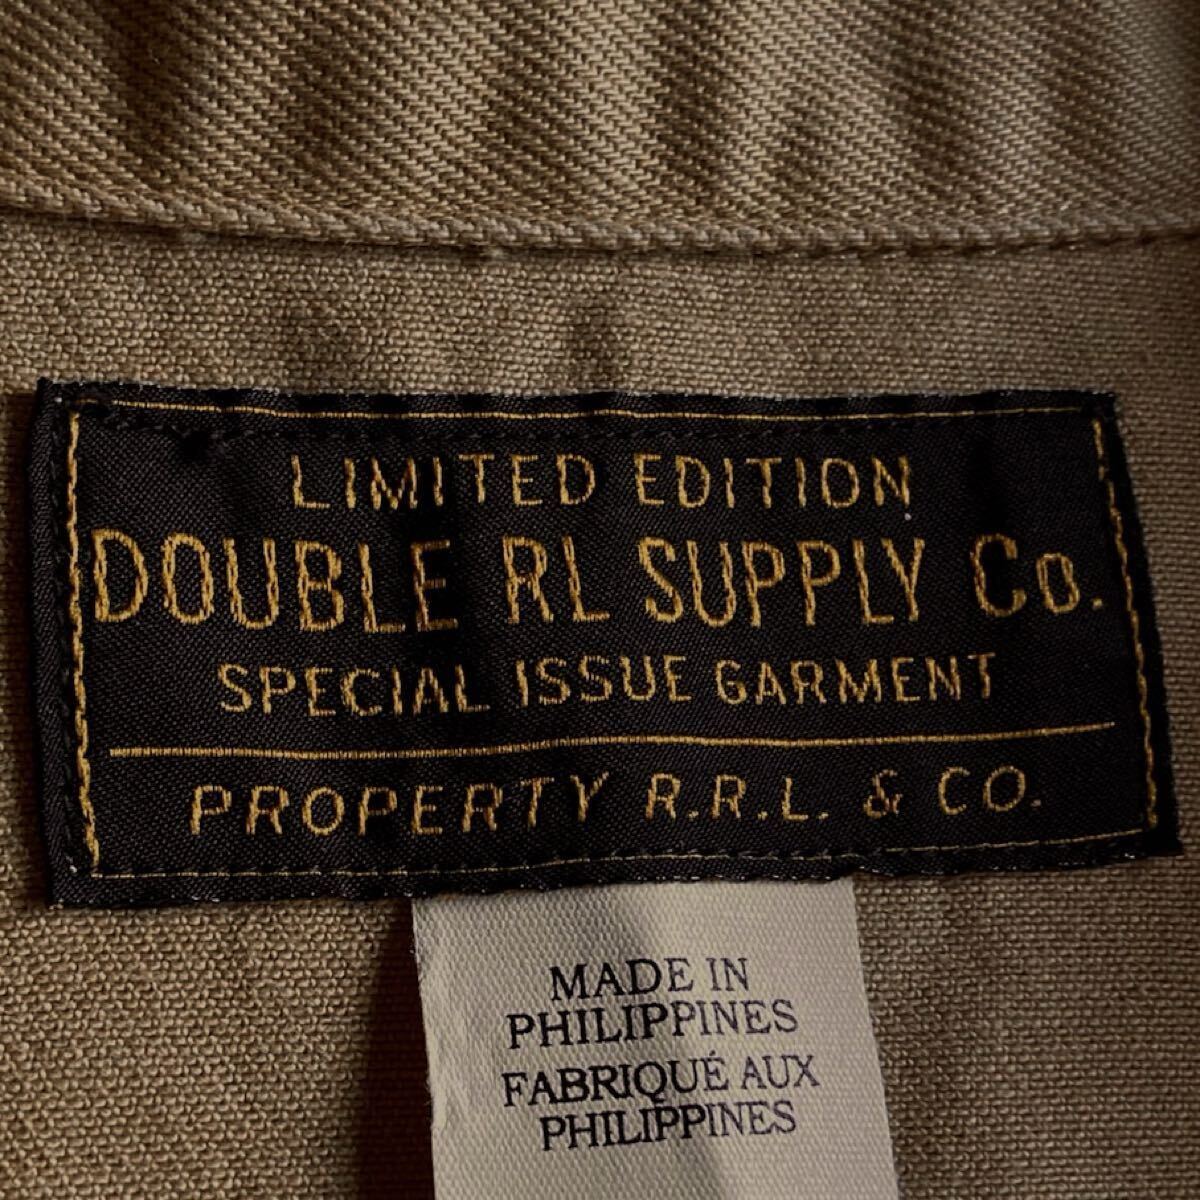 LIMITED EDITION
DOUBLE RL SUPPLY Co.
SPECIAL ISSUE GARMENT
PROPERTY R.R.L. & CO.
MADE IN
PHILIPPINES
FABRIQUÉ AUX
PHILIPPINES